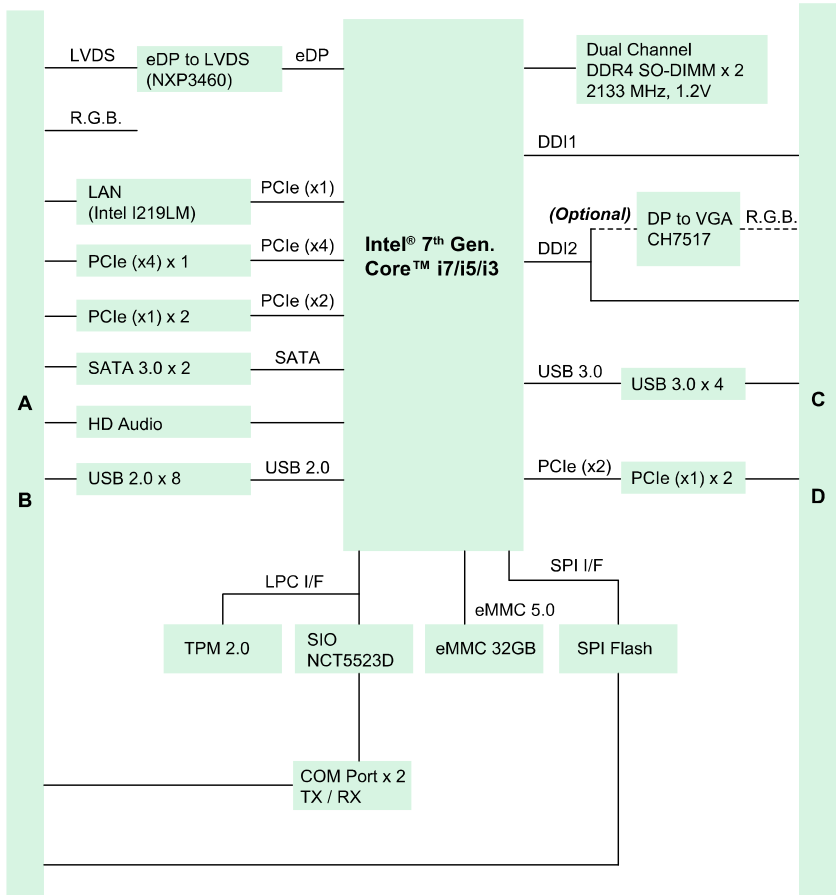 LVDS
eDP to LVDS
(NXP3460)
eDP
R.G.B.
LAN
(Intel I219LM)
PCIe (x1)
PCIe (x4) x 1
PCIe (x4)
PCIe (x1) x 2
PCIe (x2)
SATA 3.0 x 2
SATA
HD Audio
USB 2.0 x 8
USB 2.0
A
B
Intel® 7th Gen.
Core™ i7/i5/i3
Dual Channel
DDR4 SO-DIMM x 2
2133 MHz, 1.2V
DDI1
(Optional)
DP to VGA
CH7517
R.G.B.
DDI2
USB 3.0
USB 3.0 x 4
PCIe (x2)
PCIe (x1) x 2
C
D
LPC I/F
SPI I/F
eMMC 5.0
TPM 2.0
SIO
NCT5523D
eMMC 32GB
SPI Flash
COM Port x 2
TX / RX